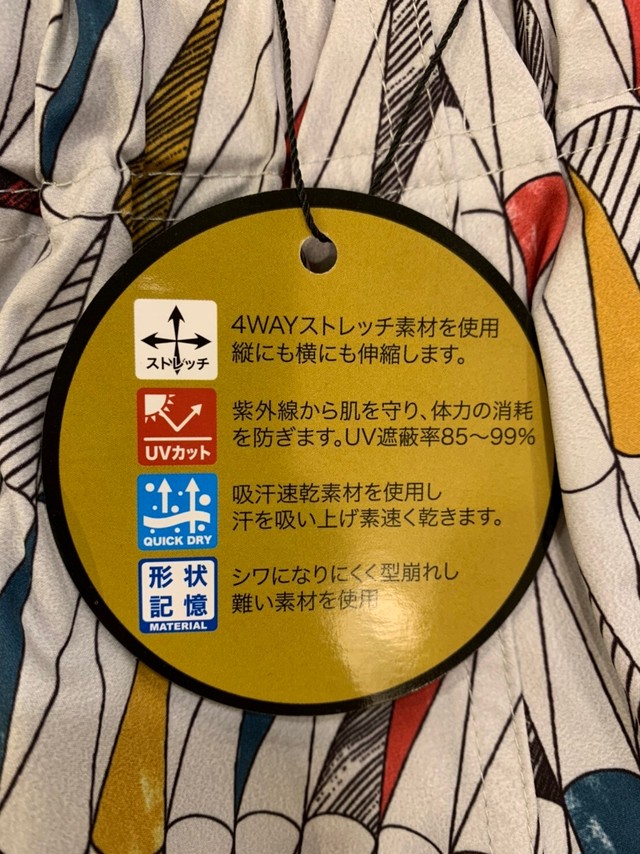 ストレッチ
4WAYストレッチ素材を使用
縦にも横にも伸縮します。
UVカット
紫外線から肌を守り、体力の消耗
を防ぎます。UV遮蔽率85〜99%
QUICK DRY
吸汗速乾素材を使用し
汗を吸い上げ素速く乾きます。
形状
記憶
MATERIAL
シワになりにくく型崩れし
難い素材を使用